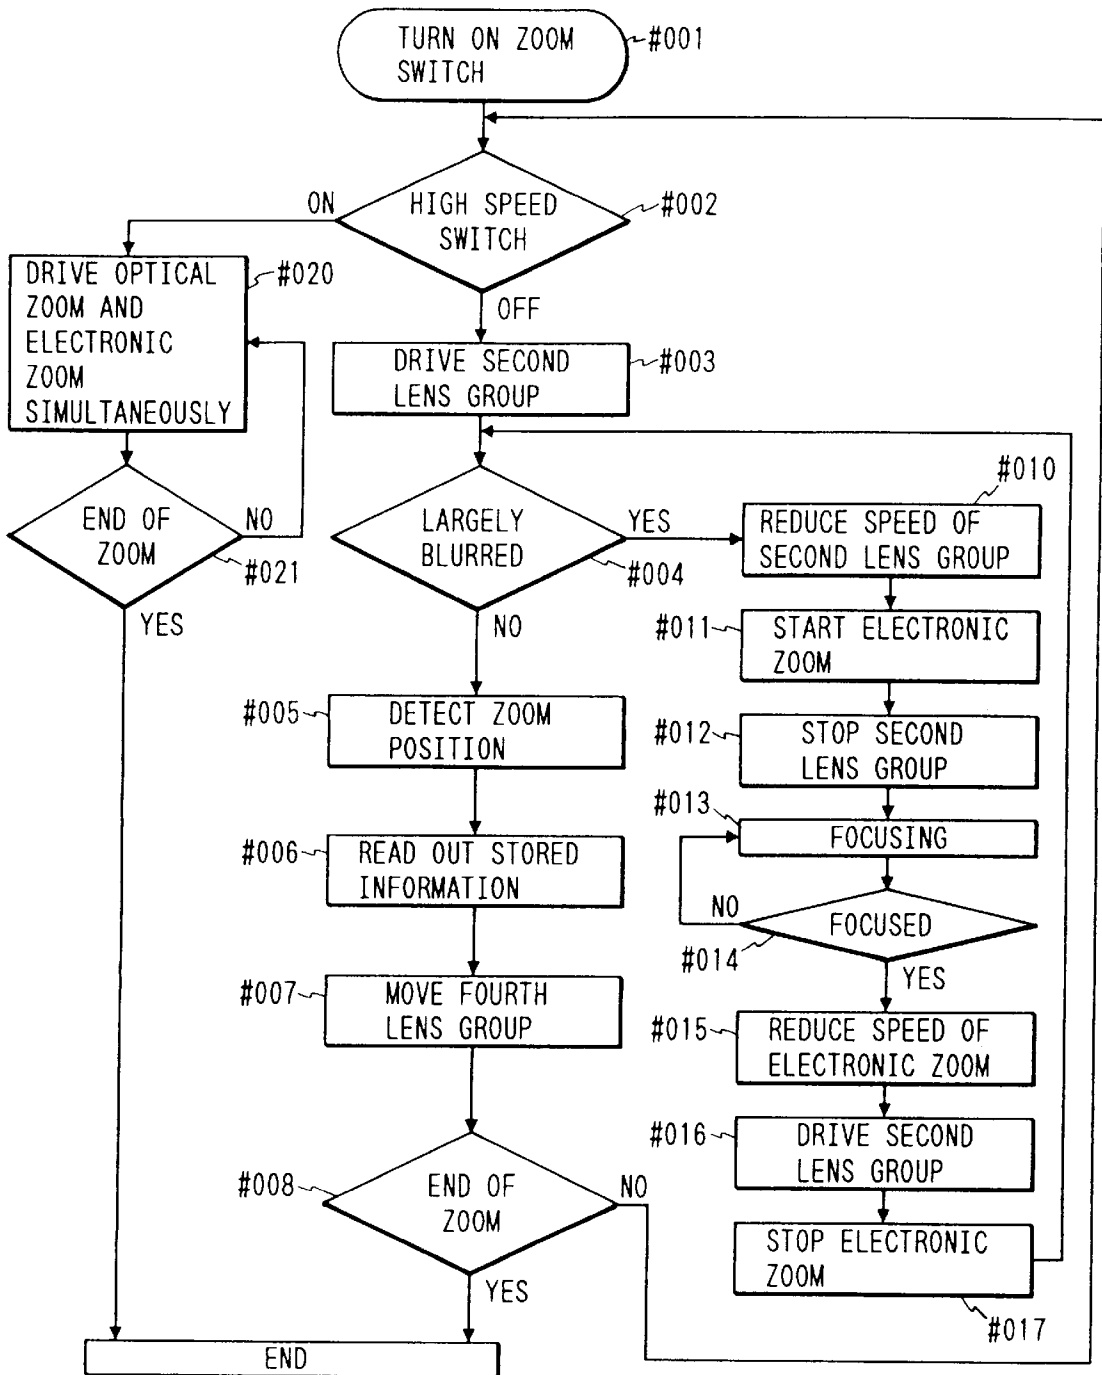 TURN ON ZOOM
SWITCH
#001
HIGH SPEED
SWITCH
#002
ON
OFF
DRIVE OPTICAL
ZOOM AND
ELECTRONIC
ZOOM
SIMULTANEOUSLY
#020
END OF
ZOOM
#021
NO
YES
DRIVE SECOND
LENS GROUP
#003
LARGELY
BLURRED
#004
YES
NO
#005
DETECT ZOOM
POSITION
#006
READ OUT STORED
INFORMATION
#007
MOVE FOURTH
LENS GROUP
#008
END OF
ZOOM
NO
YES
#010
REDUCE SPEED OF
SECOND LENS GROUP
#011
START ELECTRONIC
ZOOM
#012
STOP SECOND
LENS GROUP
#013
FOCUSING
NO
FOCUSED
#014
YES
#015
REDUCE SPEED OF
ELECTRONIC ZOOM
#016
DRIVE SECOND
LENS GROUP
STOP ELECTRONIC
ZOOM
#017
END